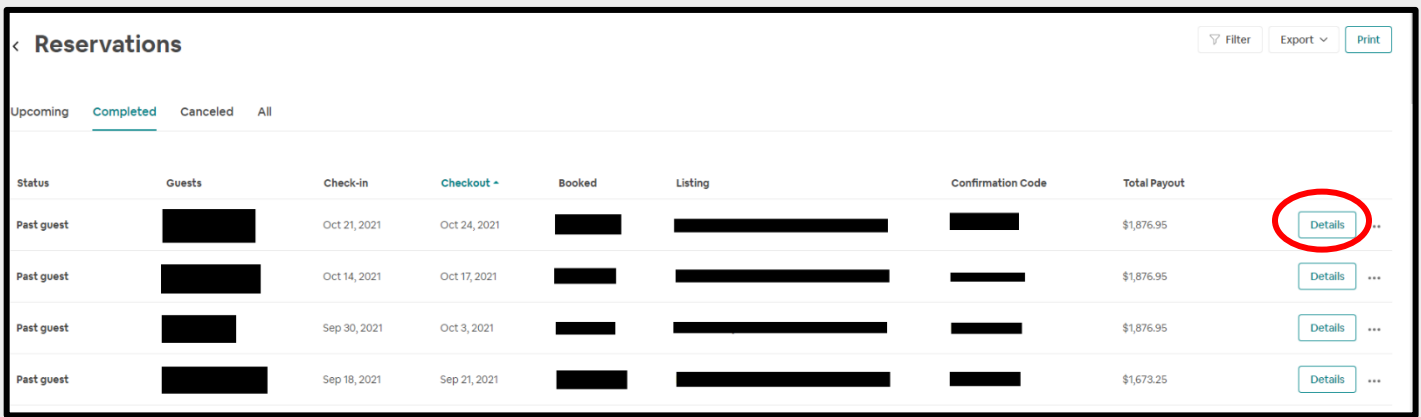 < Reservations
Filter Export Print
Upcoming Completed Canceled All
Status Guests Check-in Checkout Booked Listing Confirmation Code Total Payout
Past guest Oct 21, 2021 Oct 24, 2021 $1,876.95 Details ...
Past guest Oct 14, 2021 Oct 17, 2021 $1,876.95 Details ...
Past guest Sep 30, 2021 Oct 3, 2021 $1,876.95 Details ...
Past guest Sep 18, 2021 Sep 21, 2021 $1,673.25 Details ...